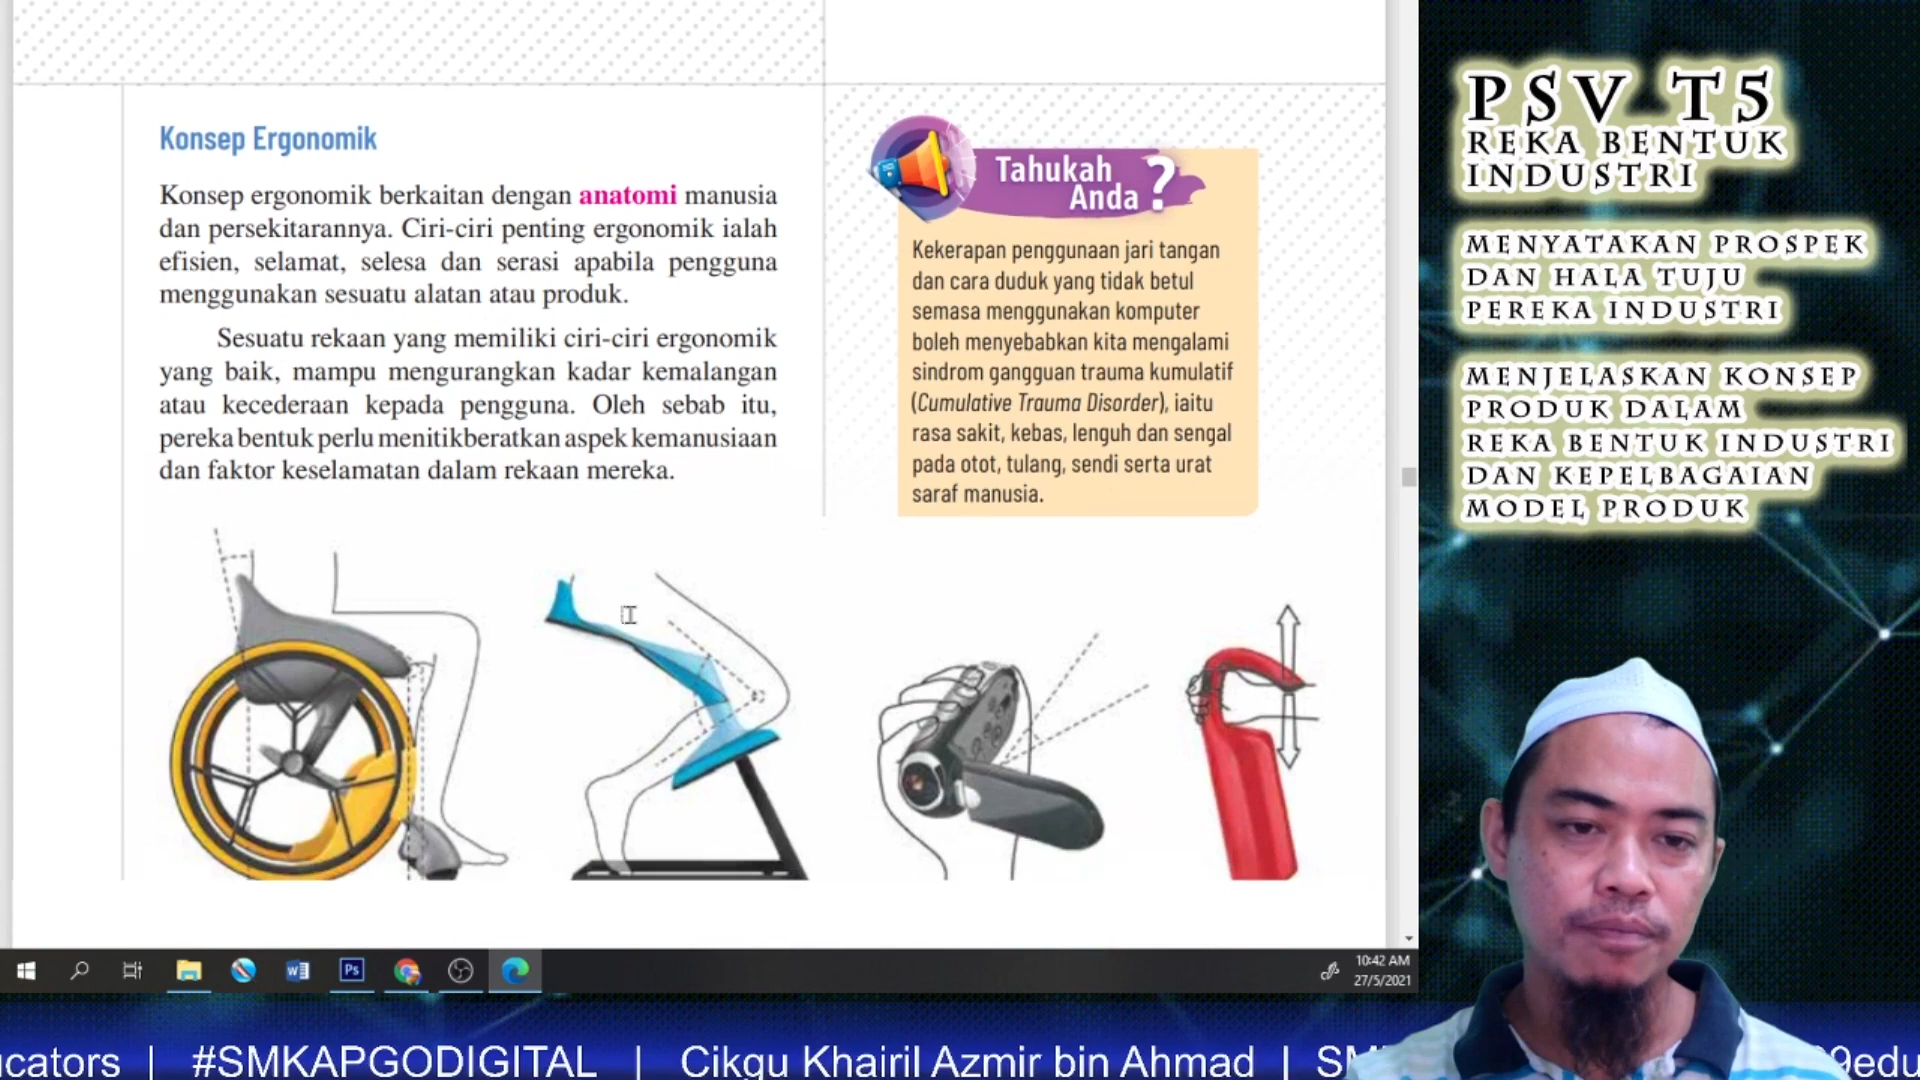 Konsep Ergonomik
Konsep ergonomik berkaitan dengan anatomi manusia
dan persekitarannya. Ciri-ciri penting ergonomik ialah
efisien, selamat, selesa dan serasi apabila pengguna
menggunakan sesuatu alatan atau produk.
Sesuatu rekaan yang memiliki ciri-ciri ergonomik
yang baik, mampu mengurangkan kadar kemalangan
atau kecederaan kepada pengguna. Oleh sebab itu,
pereka bentuk perlu menitikberatkan aspek kemanusiaan
dan faktor keselamatan dalam rekaan mereka.
Tahukah
Anda ?
Kekerapan penggunaan jari tangan
dan cara duduk yang tidak betul
semasa menggunakan komputer
boleh menyebabkan kita mengalami
sindrom gangguan trauma kumulatif
(Cumulative Trauma Disorder), iaitu
rasa sakit, kebas, lenguh dan sengal
pada otot, tulang, sendi serta urat
saraf manusia.
PSV T5
REKA BENTUK
INDUSTRI
MENYATAKAN PROSPEK
DAN HALA TUJU
PEREKA INDUSTRI
MENJELASKAN KONSEP
PRODUK DALAM
REKA BENTUK INDUSTRI
DAN KEPELBAGAIAN
MODEL PRODUK
Ps
10:42 AM
27/5/2021
cators | #SMKAPGODIGITAL | Cikgu Khairil Azmir bin Ahmad | SM 9edu